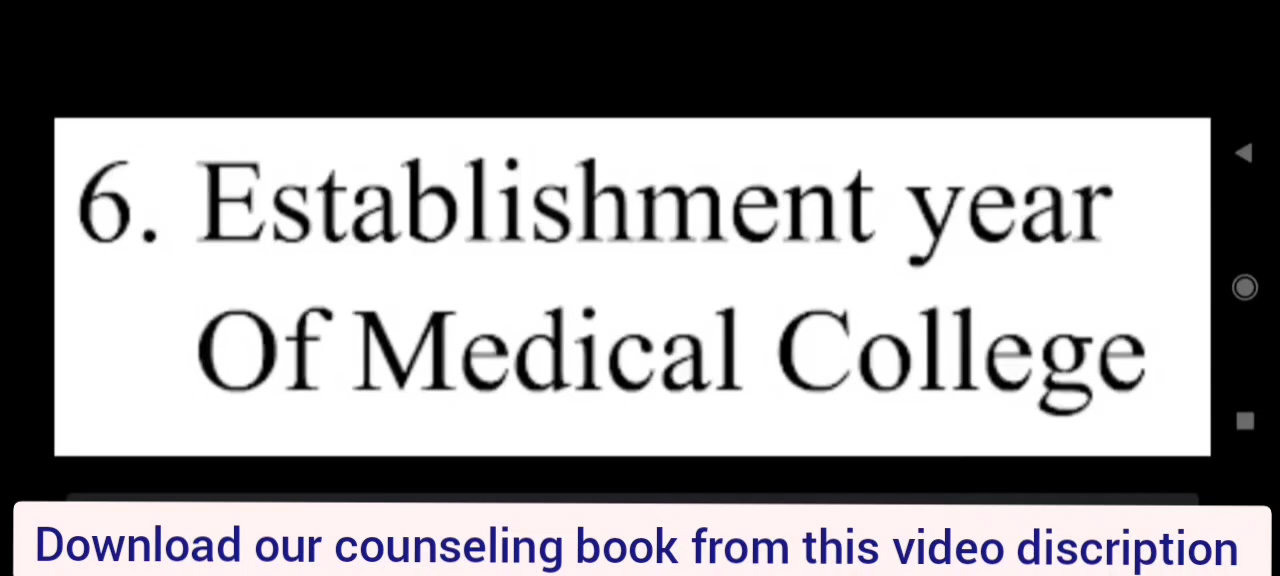 6. Establishment year
Of Medical College
Download our counseling book from this video discription